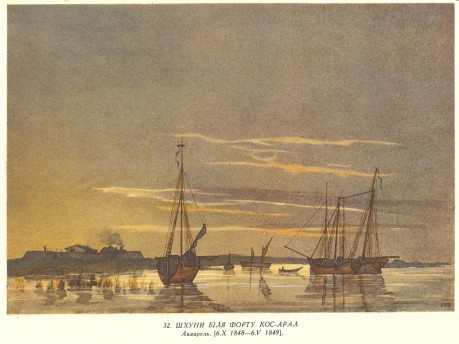 32. ШХУНИ БІЛЯ ФОРТУ КОС-АРАЛ.
Акварель. [6.X 1848—6.V 1849].